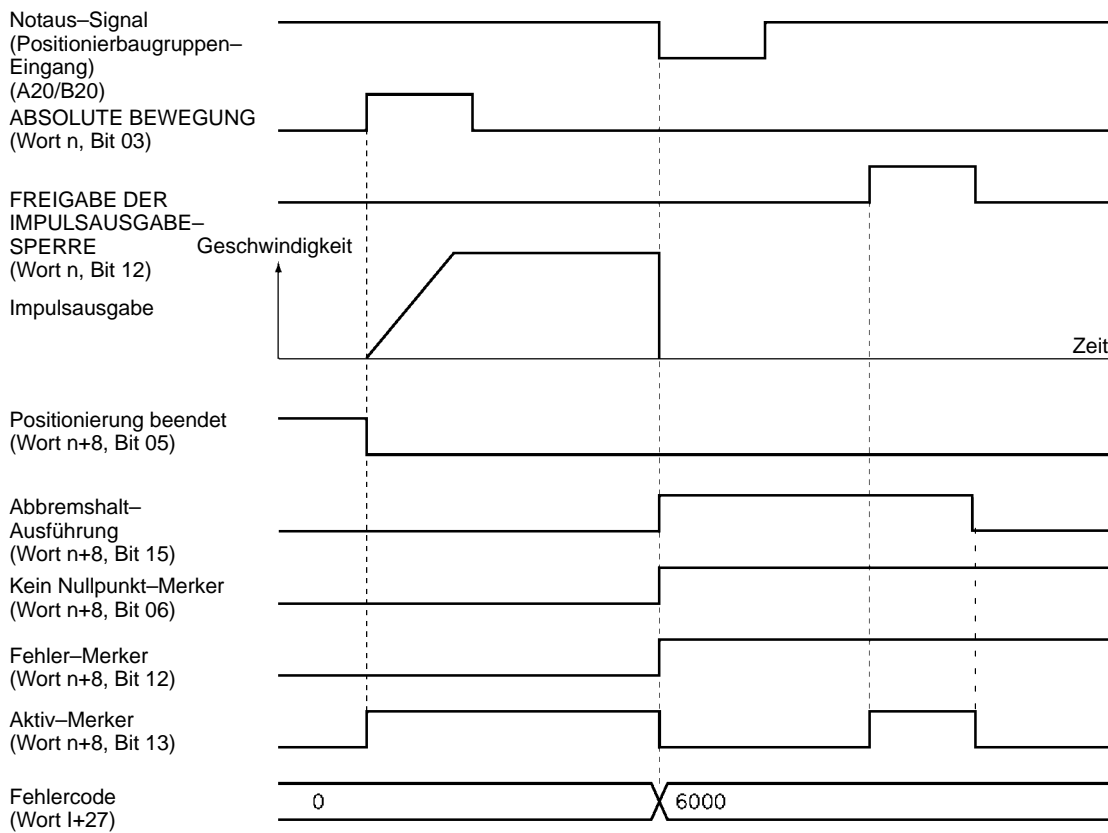 Notaus–Signal
(Positionierbaugruppen–
Eingang)
(A20/B20)
ABSOLUTE BEWEGUNG
(Wort n, Bit 03)
FREIGABE DER
IMPULSAUSGABE–
SPERRE
(Wort n, Bit 12)
Geschwindigkeit
Impulsausgabe
Zeit
Positionierung beendet
(Wort n+8, Bit 05)
Abbremshalt–
Ausführung
(Wort n+8, Bit 15)
Kein Nullpunkt–Merker
(Wort n+8, Bit 06)
Fehler–Merker
(Wort n+8, Bit 12)
Aktiv–Merker
(Wort n+8, Bit 13)
Fehlercode
(Wort I+27)
0
6000